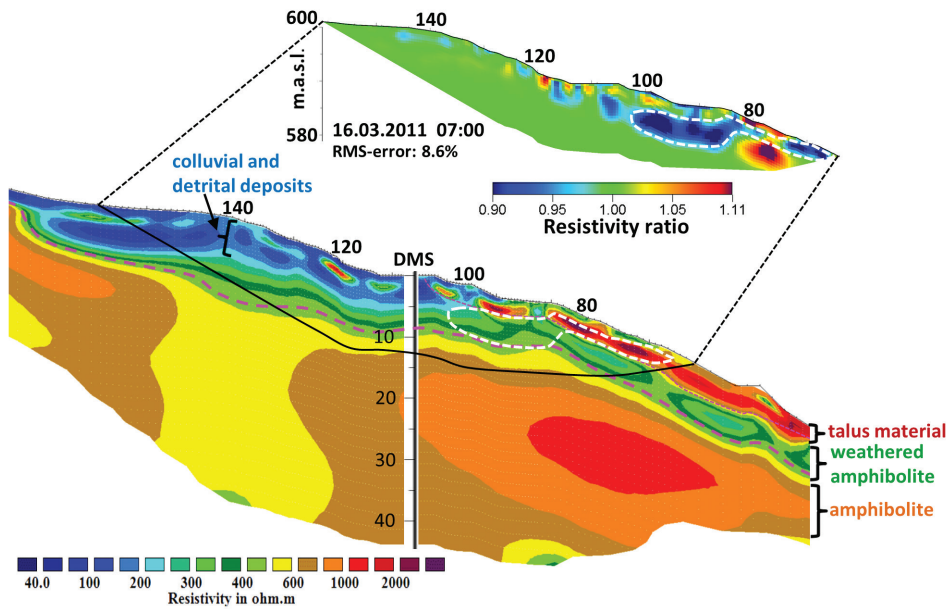 600
140
m.a.s.l.
120
100
80
580
16.03.2011 07:00
RMS-error: 8.6%
colluvial and
detrital deposits
0.90 0.95 1.00 1.05 1.11
Resistivity ratio
140
120
DMS
100
80
10
20
30
40
talus material
weathered
amphibolite
amphibolite
40.0 100 200 300 400 600 1000 2000
Resistivity in ohm.m